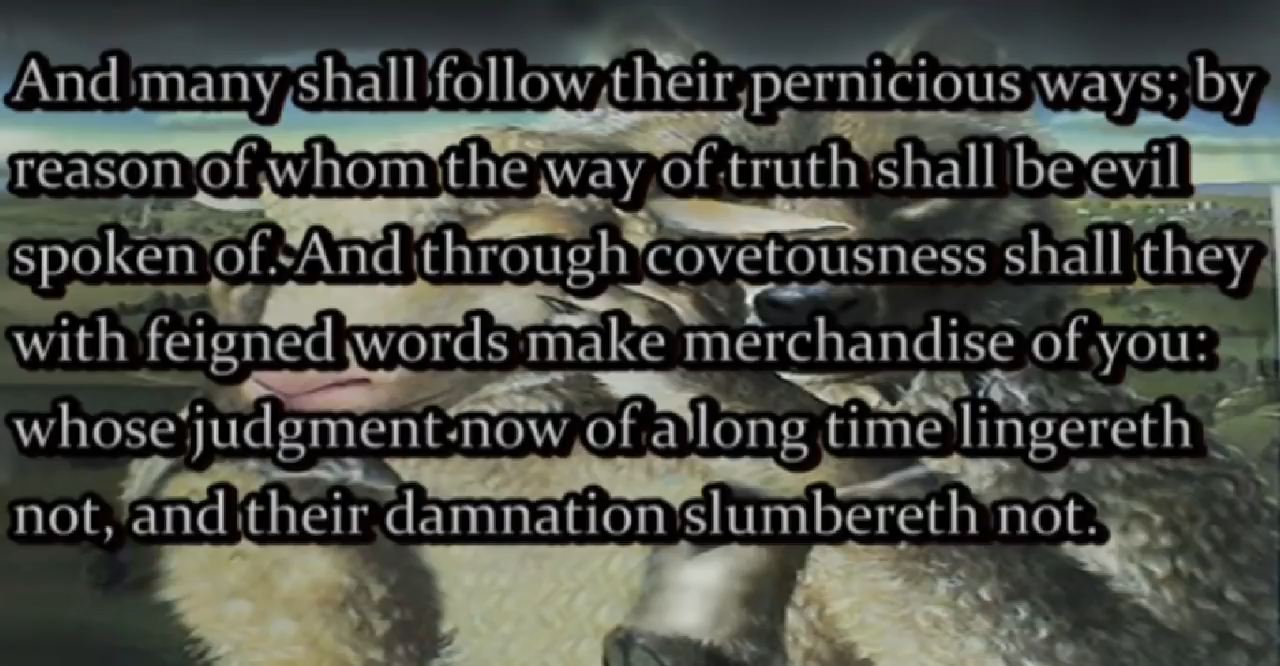 And many shall follow their pernicious ways; by
reason of whom the way of truth shall be evil
spoken of. And through covetousness shall they
with feigned words make merchandise of you:
whose judgment now of a long time lingereth
not, and their damnation slumbereth not.